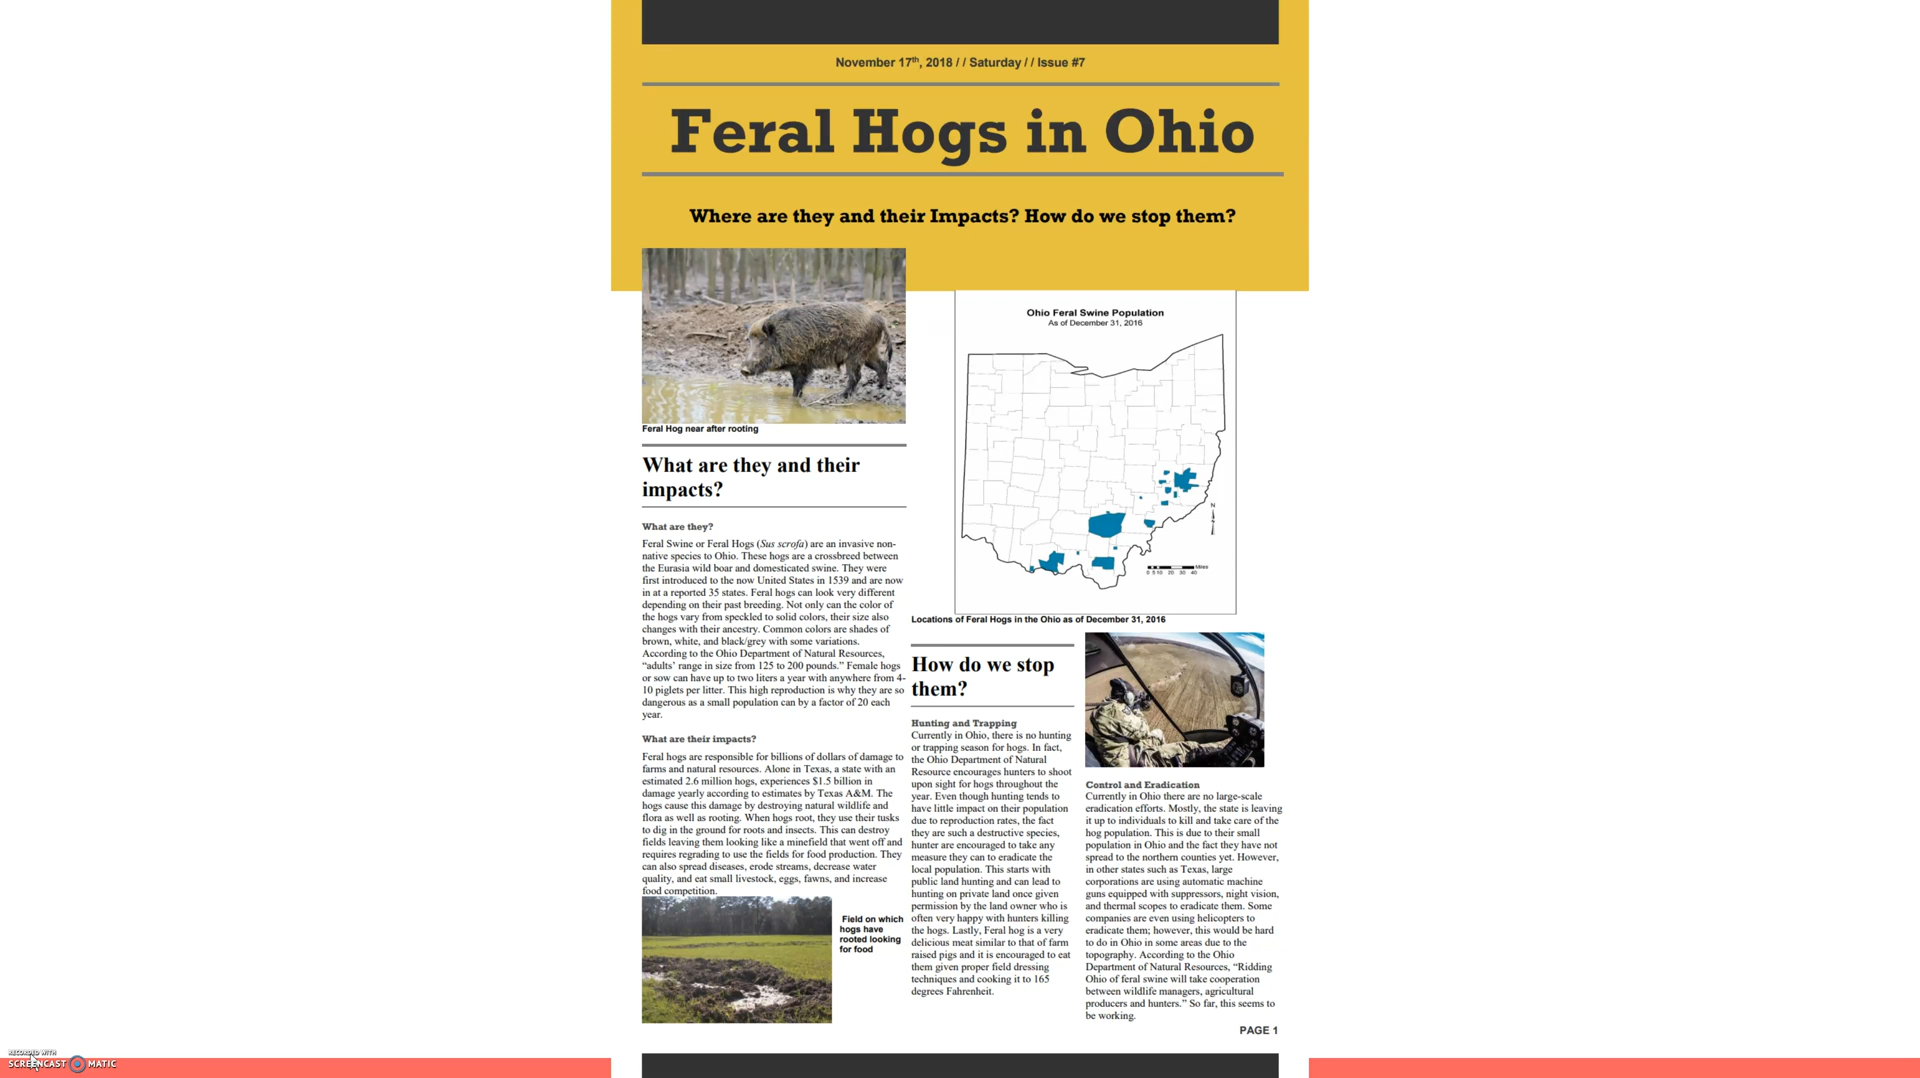 November 17th, 2018 / / Saturday / / Issue #7
Feral Hogs in Ohio
Where are they and their Impacts? How do we stop them?
Feral Hog near after rooting
What are they and their
impacts?
What are they?
Feral Swine or Feral Hogs (Sus scrofa) are an invasive non-
native species to Ohio. These hogs are a crossbreed between
the Eurasia wild boar and domesticated swine. They were
first introduced to the now United States in 1539 and are now
in at a reported 35 states. Feral hogs can look very different
depending on their past breeding. Not only can the color of
the hogs vary from speckled to solid colors, their size also
changes with their ancestry. Common colors are shades of
brown, white, and black/grey with some variations.
According to the Ohio Department of Natural Resources,
“adults’ range in size from 125 to 200 pounds.” Female hogs
or sow can have up to two liters a year with anywhere from 4-
10 piglets per litter. This high reproduction is why they are so
dangerous as a small population can by a factor of 20 each
year.
What are their impacts?
Feral hogs are responsible for billions of dollars of damage to
farms and natural resources. Alone in Texas, a state with an
estimated 2.6 million hogs, experiences $1.5 billion in
damage yearly according to estimates by Texas A&M. The
hogs cause this damage by destroying natural wildlife and
flora as well as rooting. When hogs root, they use their tusks
to dig in the ground for roots and insects. This can destroy
fields leaving them looking like a minefield that went off and
requires regrading to use the fields for food production. They
can also spread diseases, erode streams, decrease water
quality, and eat small livestock, eggs, fawns, and increase
food competition.
Field on which
hogs have
rooted looking
for food
Ohio Feral Swine Population
As of December 31, 2016
N
Miles
0 5 10 20 30 40
Locations of Feral Hogs in the Ohio as of December 31, 2016
How do we stop
them?
Hunting and Trapping
Currently in Ohio, there is no hunting
or trapping season for hogs. In fact,
the Ohio Department of Natural
Resource encourages hunters to shoot
upon sight for hogs throughout the
year. Even though hunting tends to
have little impact on their population
due to reproduction rates, the fact
they are such a destructive species,
hunter are encouraged to take any
measure they can to eradicate the
local population. This starts with
public land hunting and can lead to
hunting on private land once given
permission by the land owner who is
often very happy with hunters killing
the hogs. Lastly, Feral hog is a very
delicious meat similar to that of farm
raised pigs and it is encouraged to eat
them given proper field dressing
techniques and cooking it to 165
degrees Fahrenheit.
Control and Eradication
Currently in Ohio there are no large-scale
eradication efforts. Mostly, the state is leaving
it up to individuals to kill and take care of the
hog population. This is due to their small
population in Ohio and the fact they have not
spread to the northern counties yet. However,
in other states such as Texas, large
corporations are using automatic machine
guns equipped with suppressors, night vision,
and thermal scopes to eradicate them. Some
companies are even using helicopters to
eradicate them; however, this would be hard
to do in Ohio in some areas due to the
topography. According to the Ohio
Department of Natural Resources, “Ridding
Ohio of feral swine will take cooperation
between wildlife managers, agricultural
producers and hunters.” So far, this seems to
be working.
PAGE 1
RECORDED WITH
SCREENCAST MATIC